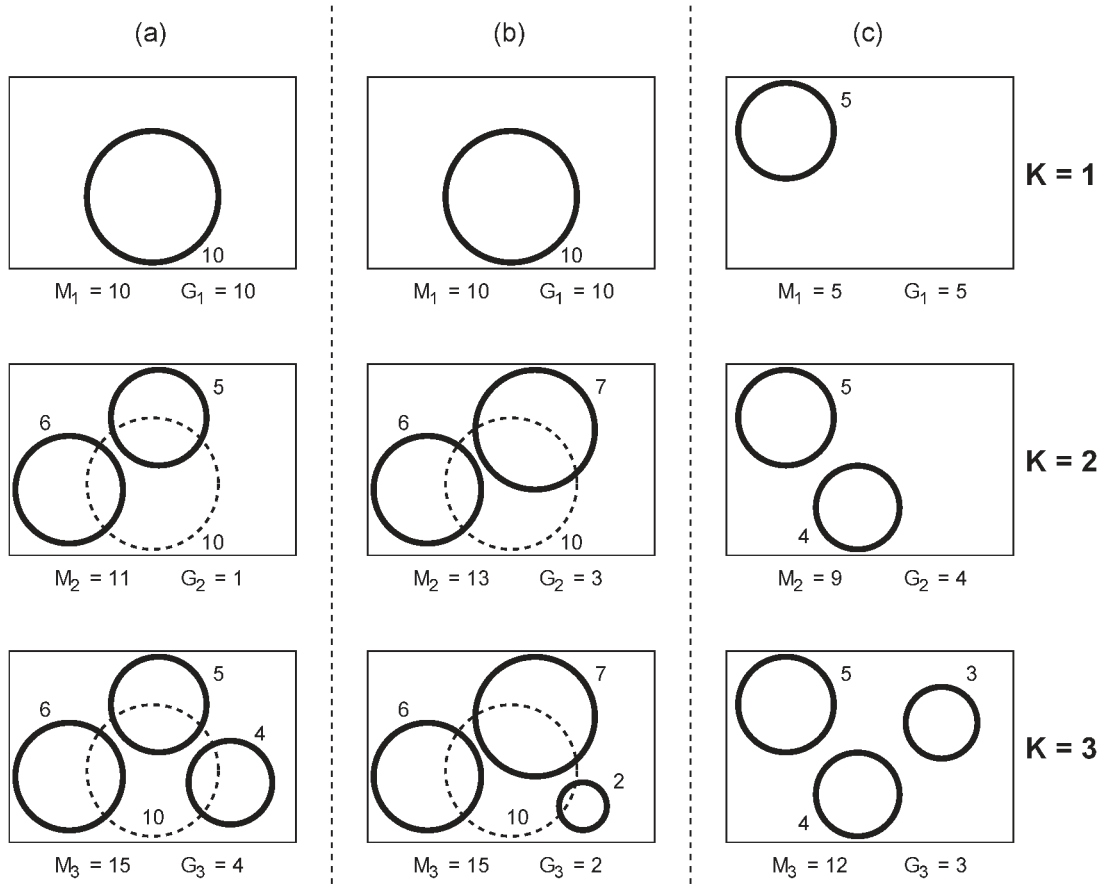 (a) (b) (c)
10 10 5 K = 1
M1 = 10 G1 = 10 M1 = 10 G1 = 10 M1 = 5 G1 = 5
6 5 10 6 7 10 5 4 K = 2
M2 = 11 G2 = 1 M2 = 13 G2 = 3 M2 = 9 G2 = 4
6 5 4 10 6 7 2 10 5 3 4 K = 3
M3 = 15 G3 = 4 M3 = 15 G3 = 2 M3 = 12 G3 = 3